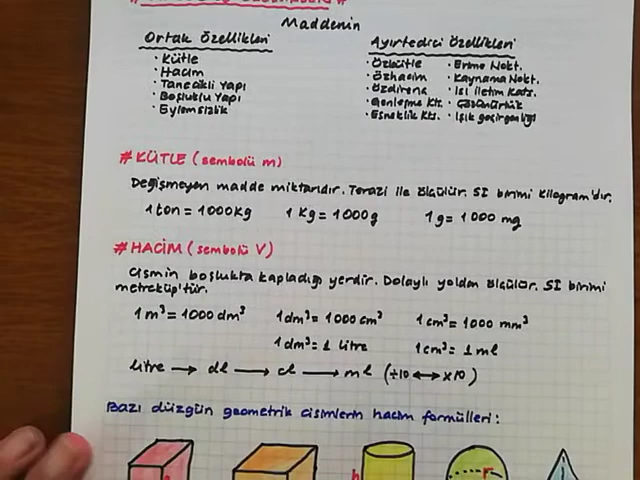 Maddenin
Ortak Özellikleri
· Kütle
· Hacim
· Tanecikli Yapı
· Boşluklu Yapı
· Eylemsizlik
Ayırtedici Özellikleri
· Özkütle · Erime Nokt.
· Özhacim · Kaynama Nokt.
· Özdirenç · Isı iletim Kats.
· Genleşme Kts. · Çözünürlük
· Esneklik Kts. · Işık geçirgenliği
# KÜTLE (sembolü m)
Değişmeyen madde miktarıdır. Terazi ile ölçülür. SI birimi Kilogram'dır.
1 ton = 1000 Kg 1 Kg = 1000 g 1 g = 1000 mg
# HACİM (sembolü V)
Cismin boşlukta kapladığı yerdir. Dolaylı yoldan ölçülür. SI birimi
metreküp'tür.
1 m³ = 1000 dm³ 1 dm³ = 1000 cm³ 1 cm³ = 1000 mm³
1 dm³ = 1 litre 1 cm³ = 1 ml
litre → dl → cl → ml (÷10 ↔ x10)
Bazı düzgün geometrik cisimlerin hacim formülleri:
h r